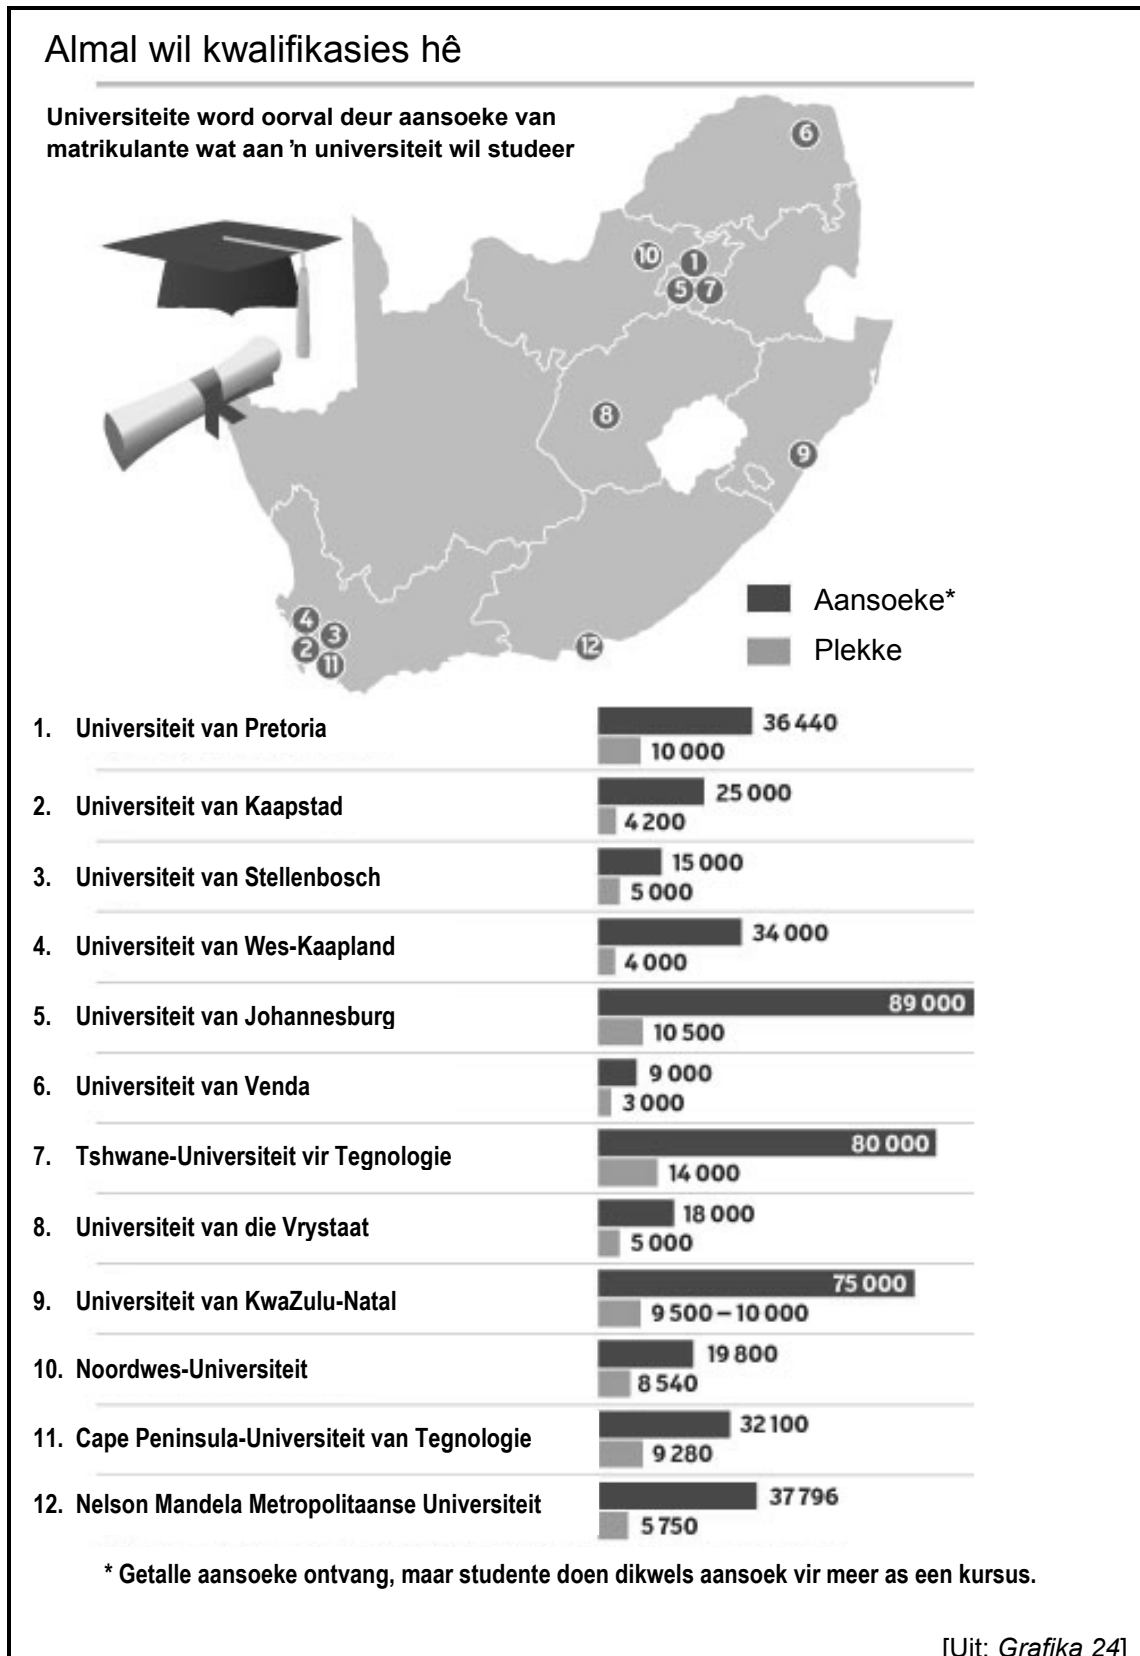 Almal wil kwalifikasies hê
Universiteite word oorval deur aansoeke van
matrikulante wat aan 'n universiteit wil studeer
6
10
1
5 7
8
9
4
3
2
11
12
Aansoeke*
Plekke
1. Universiteit van Pretoria 36 440
10 000
2. Universiteit van Kaapstad 25 000
4 200
3. Universiteit van Stellenbosch 15 000
5 000
4. Universiteit van Wes-Kaapland 34 000
4 000
5. Universiteit van Johannesburg 89 000
10 500
6. Universiteit van Venda 9 000
3 000
7. Tshwane-Universiteit vir Tegnologie 80 000
14 000
8. Universiteit van die Vrystaat 18 000
5 000
9. Universiteit van KwaZulu-Natal 75 000
9 500 – 10 000
10. Noordwes-Universiteit 19 800
8 540
11. Cape Peninsula-Universiteit van Tegnologie 32 100
9 280
12. Nelson Mandela Metropolitaanse Universiteit 37 796
5 750
* Getalle aansoeke ontvang, maar studente doen dikwels aansoek vir meer as een kursus.
[Uit: Grafika 24]